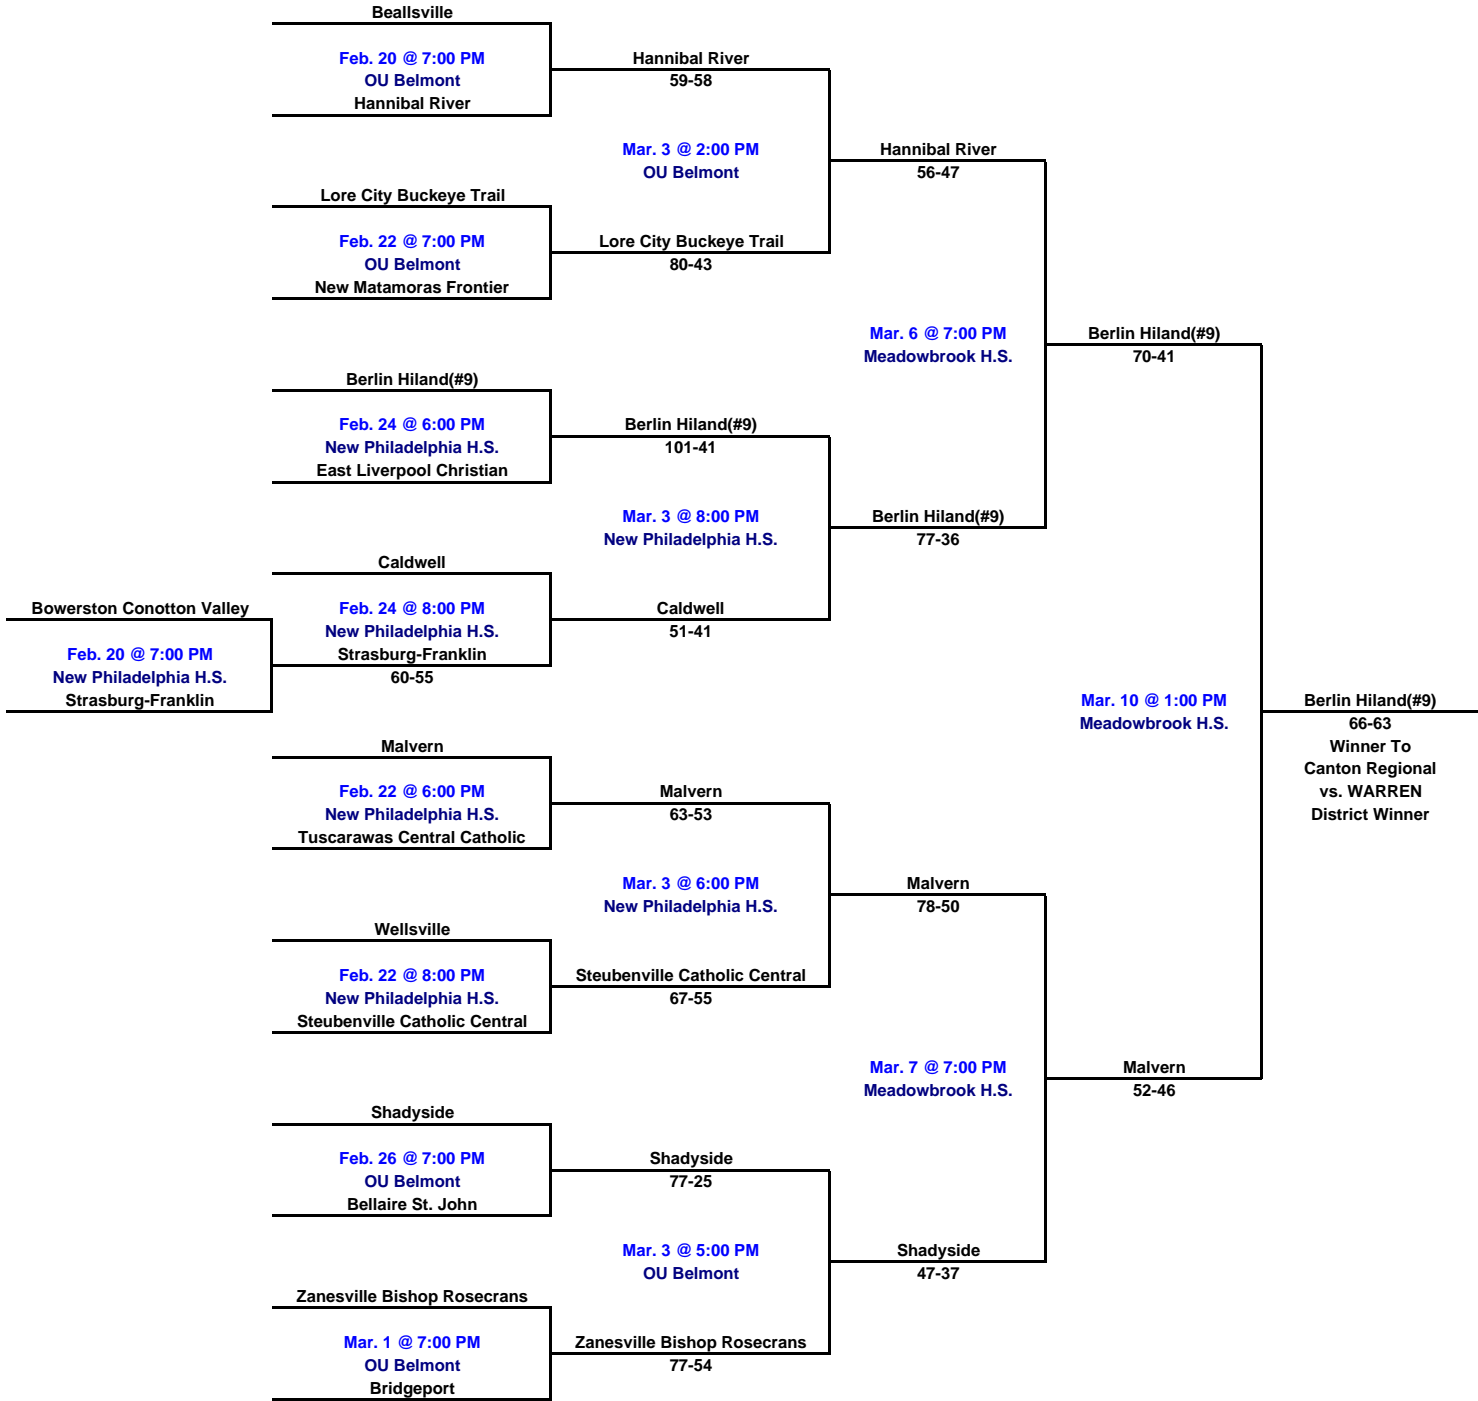 Beallsville
Feb. 20 @ 7:00 PM
OU Belmont
Hannibal River
Hannibal River
59-58
Mar. 3 @ 2:00 PM
OU Belmont
Hannibal River
56-47
Lore City Buckeye Trail
Feb. 22 @ 7:00 PM
OU Belmont
New Matamoras Frontier
Lore City Buckeye Trail
80-43
Mar. 6 @ 7:00 PM
Meadowbrook H.S.
Berlin Hiland(#9)
70-41
Berlin Hiland(#9)
Feb. 24 @ 6:00 PM
New Philadelphia H.S.
East Liverpool Christian
Berlin Hiland(#9)
101-41
Mar. 3 @ 8:00 PM
New Philadelphia H.S.
Berlin Hiland(#9)
77-36
Caldwell
Feb. 24 @ 8:00 PM
New Philadelphia H.S.
Strasburg-Franklin
60-55
Caldwell
51-41
Bowerston Conotton Valley
Feb. 20 @ 7:00 PM
New Philadelphia H.S.
Strasburg-Franklin
Mar. 10 @ 1:00 PM
Meadowbrook H.S.
Berlin Hiland(#9)
66-63
Winner To
Canton Regional
vs. WARREN
District Winner
Malvern
Feb. 22 @ 6:00 PM
New Philadelphia H.S.
Tuscarawas Central Catholic
Malvern
63-53
Mar. 3 @ 6:00 PM
New Philadelphia H.S.
Malvern
78-50
Wellsville
Feb. 22 @ 8:00 PM
New Philadelphia H.S.
Steubenville Catholic Central
Steubenville Catholic Central
67-55
Mar. 7 @ 7:00 PM
Meadowbrook H.S.
Malvern
52-46
Shadyside
Feb. 26 @ 7:00 PM
OU Belmont
Bellaire St. John
Shadyside
77-25
Mar. 3 @ 5:00 PM
OU Belmont
Shadyside
47-37
Zanesville Bishop Rosecrans
Mar. 1 @ 7:00 PM
OU Belmont
Bridgeport
Zanesville Bishop Rosecrans
77-54